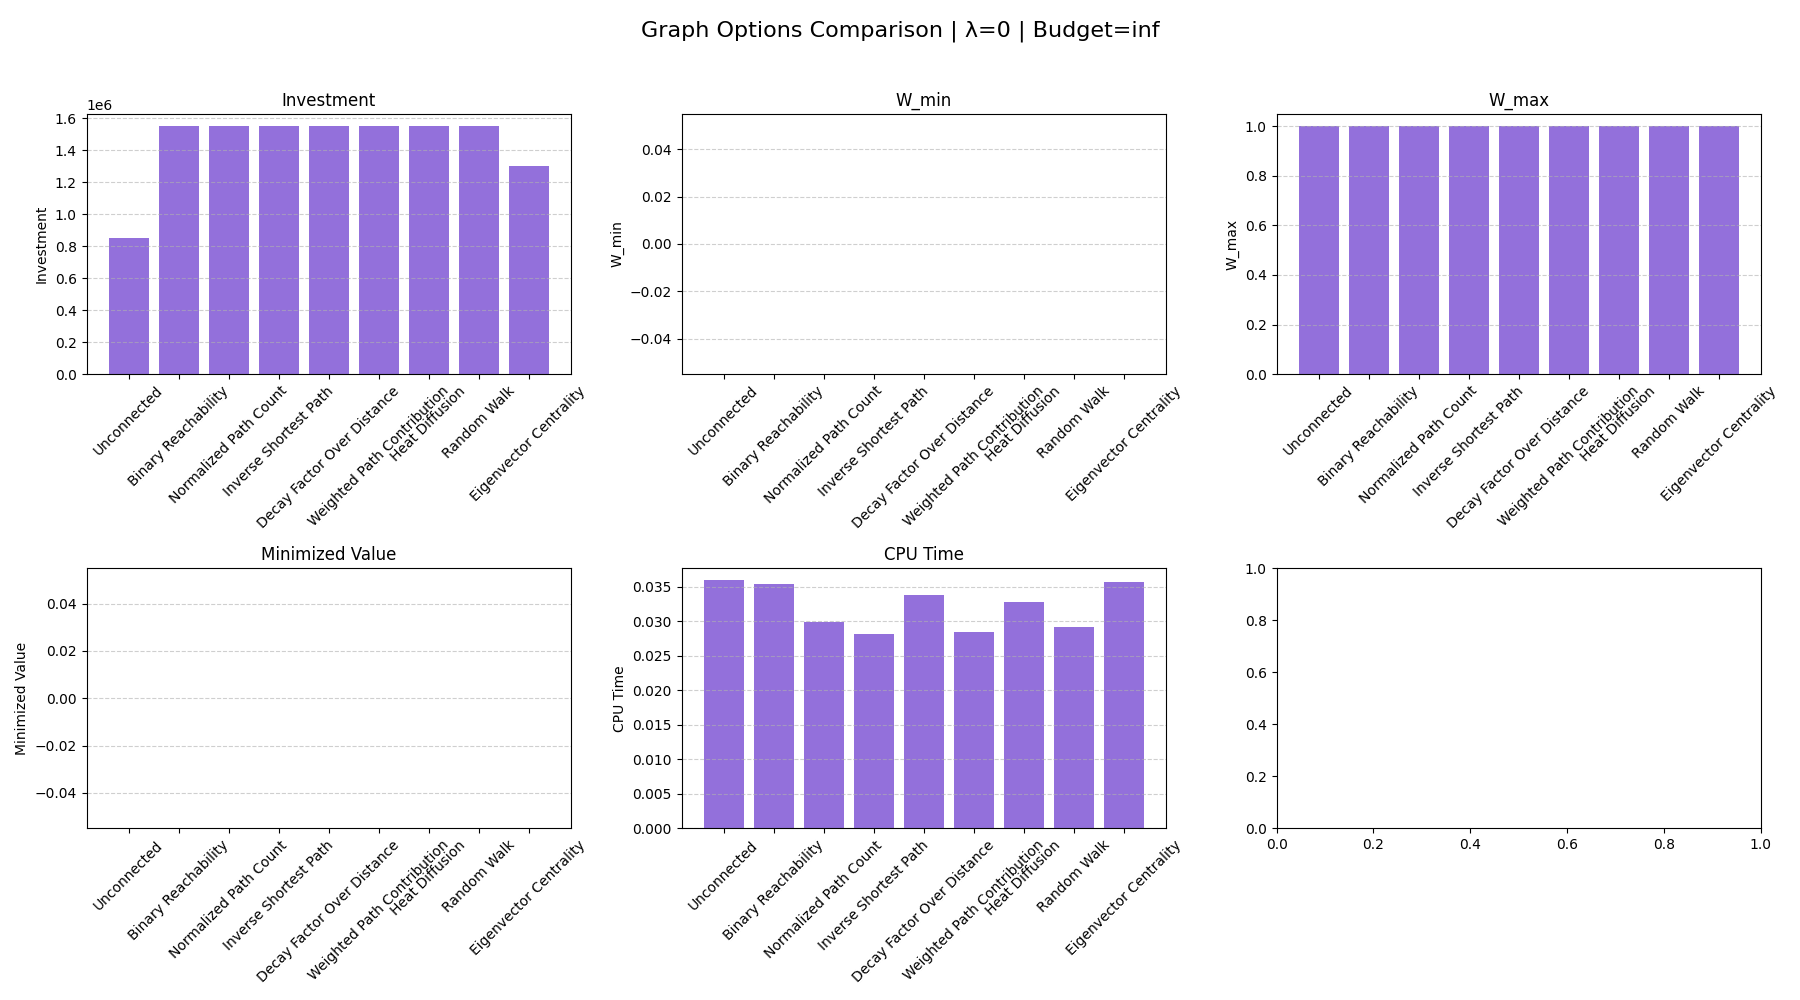 Graph Options Comparison | λ=0 | Budget=inf
Investment
1e6
Investment
1.6
1.4
1.2
1.0
0.8
0.6
0.4
0.2
0.0
Unconnected
Binary Reachability
Normalized Path Count
Inverse Shortest Path
Decay Factor Over Distance
Weighted Path Contribution
Heat Diffusion
Random Walk
Eigenvector Centrality
W_min
W_min
0.04
0.02
0.00
−0.02
−0.04
Unconnected
Binary Reachability
Normalized Path Count
Inverse Shortest Path
Decay Factor Over Distance
Weighted Path Contribution
Heat Diffusion
Random Walk
Eigenvector Centrality
W_max
W_max
1.0
0.8
0.6
0.4
0.2
0.0
Unconnected
Binary Reachability
Normalized Path Count
Inverse Shortest Path
Decay Factor Over Distance
Weighted Path Contribution
Heat Diffusion
Random Walk
Eigenvector Centrality
Minimized Value
Minimized Value
0.04
0.02
0.00
−0.02
−0.04
Unconnected
Binary Reachability
Normalized Path Count
Inverse Shortest Path
Decay Factor Over Distance
Weighted Path Contribution
Heat Diffusion
Random Walk
Eigenvector Centrality
CPU Time
CPU Time
0.035
0.030
0.025
0.020
0.015
0.010
0.005
0.000
Unconnected
Binary Reachability
Normalized Path Count
Inverse Shortest Path
Decay Factor Over Distance
Weighted Path Contribution
Heat Diffusion
Random Walk
Eigenvector Centrality
1.0
0.8
0.6
0.4
0.2
0.0
0.0 0.2 0.4 0.6 0.8 1.0